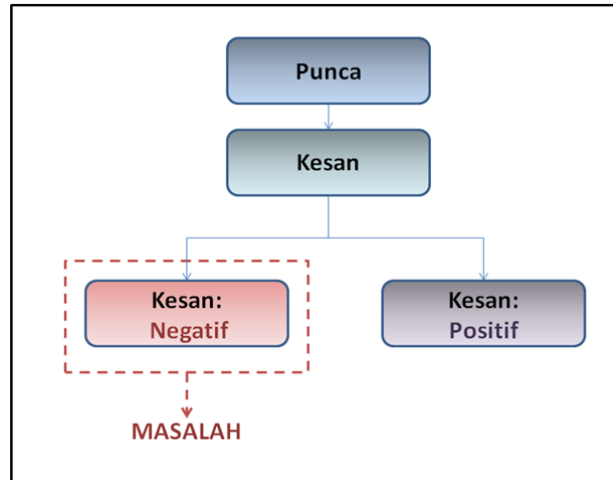 Punca
Kesan
Kesan:
Negatif
Kesan:
Positif
MASALAH